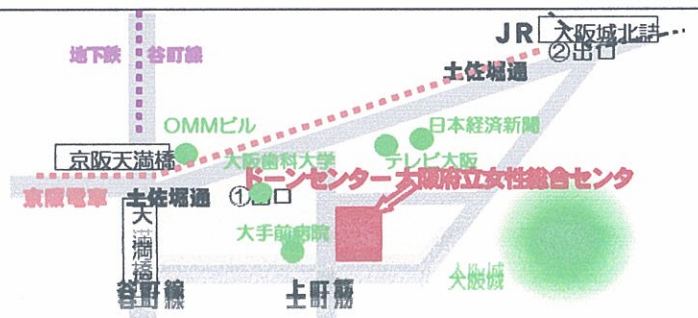 JR 大阪城北詰
②出口
地下鉄 谷町線
土佐堀通
OMMビル
日本経済新聞
京阪天満橋
大阪歯科大学
テレビ大阪
京阪電車
土佐堀通
①出口
ドーンセンター 大阪府立女性総合センタ
天満橋
大手前病院
大阪城
谷町線
上町筋